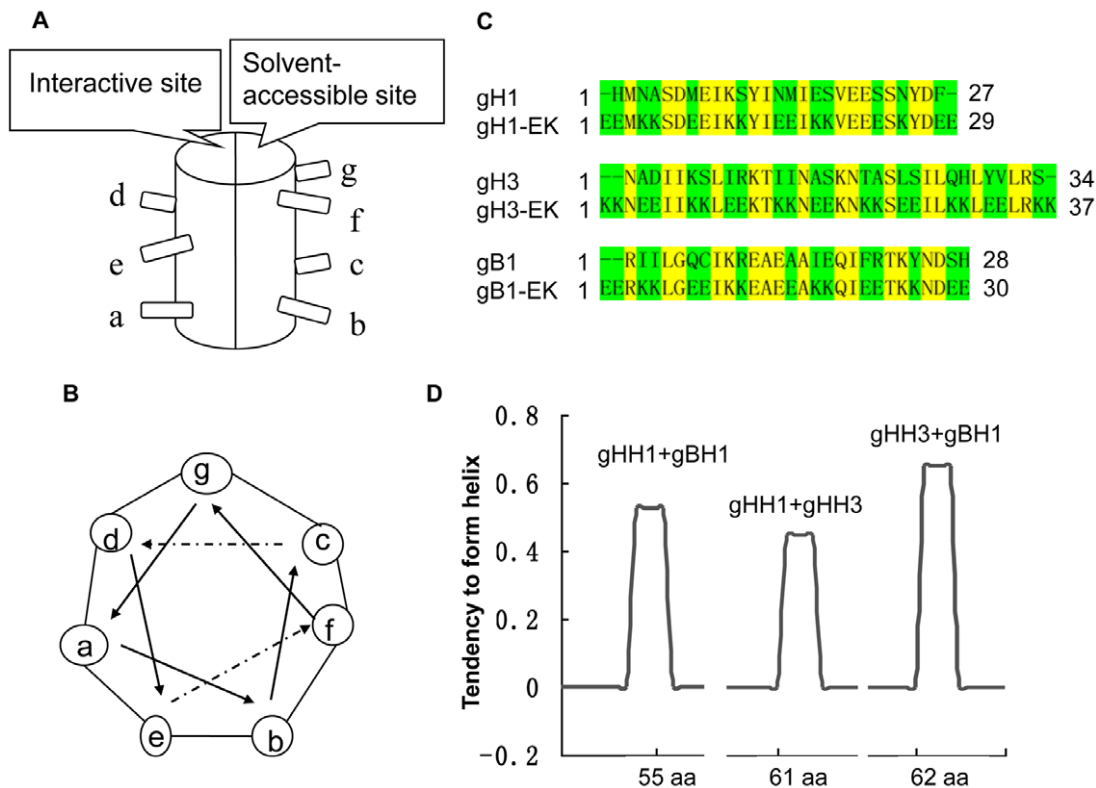 A
Interactive site
Solvent-
accessible site
d
e
a
g
f
c
b
B
g
d
c
a
f
e
b
C
gH1 1 -HMNASDMEIKSYINMIESVEESSNYDF- 27
gH1-EK 1 EEMKKSDEEIKKYIEEIKKVEEESKYDEE 29
gH3 1 --NADIIKSLIRKTIINASKNTASLSILQHLYVLRS- 34
gH3-EK 1 KKNEEIIKKLEEKTKKNEEKNKKSEEILKKLEELRKK 37
gB1 1 --RIILGQCIKREAEAAIEQIFRTKYNDSH 28
gB1-EK 1 EERKKLGEEIKKEAEEAKKQIEETKKNDEE 30
D
Tendency to form helix
0.8
0.6
0.4
0.2
0
-0.2
gHH1+gBH1
gHH1+gHH3
gHH3+gBH1
55 aa
61 aa
62 aa